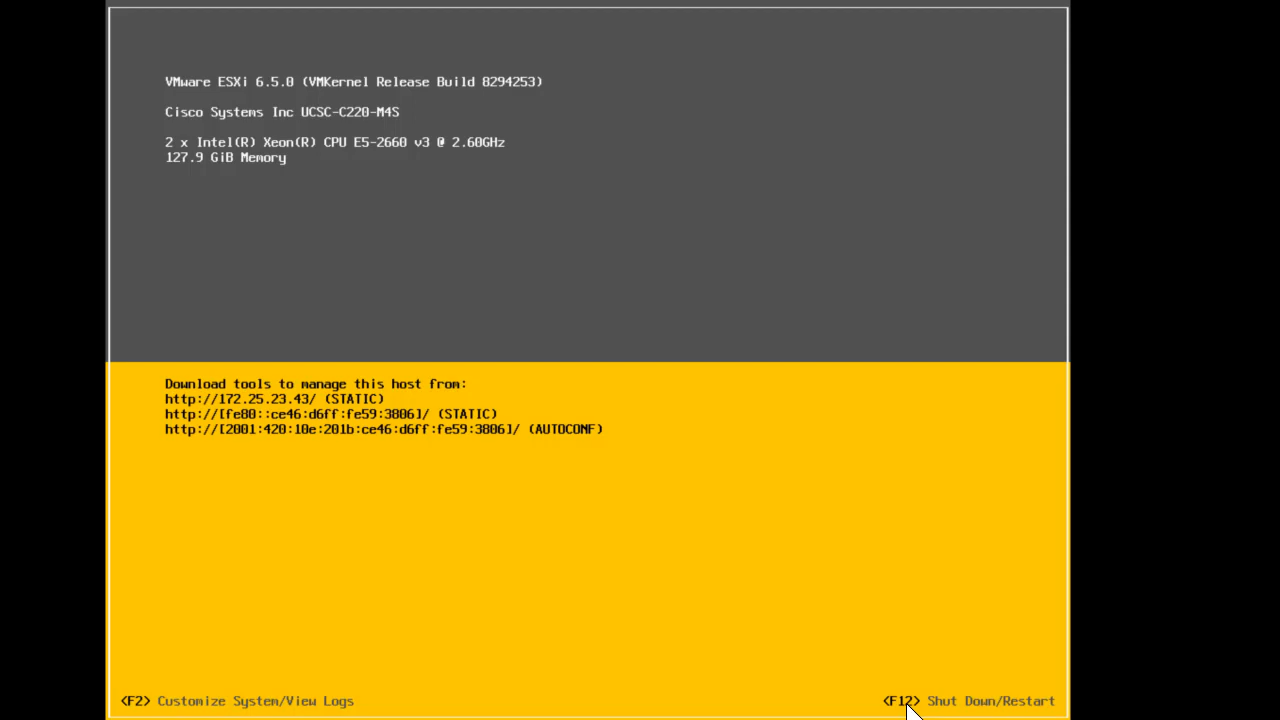 VMware ESXi 6.5.0 (VMKernel Release Build 8294253)
Cisco Systems Inc UCSC-C220-M4S
2 x Intel(R) Xeon(R) CPU E5-2660 v3 @ 2.60GHz
127.9 GiB Memory
Download tools to manage this host from:
http://172.25.23.43/ (STATIC)
http://[fe80::ce46:d6ff:fe59:3806]/ (STATIC)
http://[2001:420:10e:201b:ce46:d6ff:fe59:3806]/ (AUTOCONF)
<F2> Customize System/View Logs
<F12> Shut Down/Restart